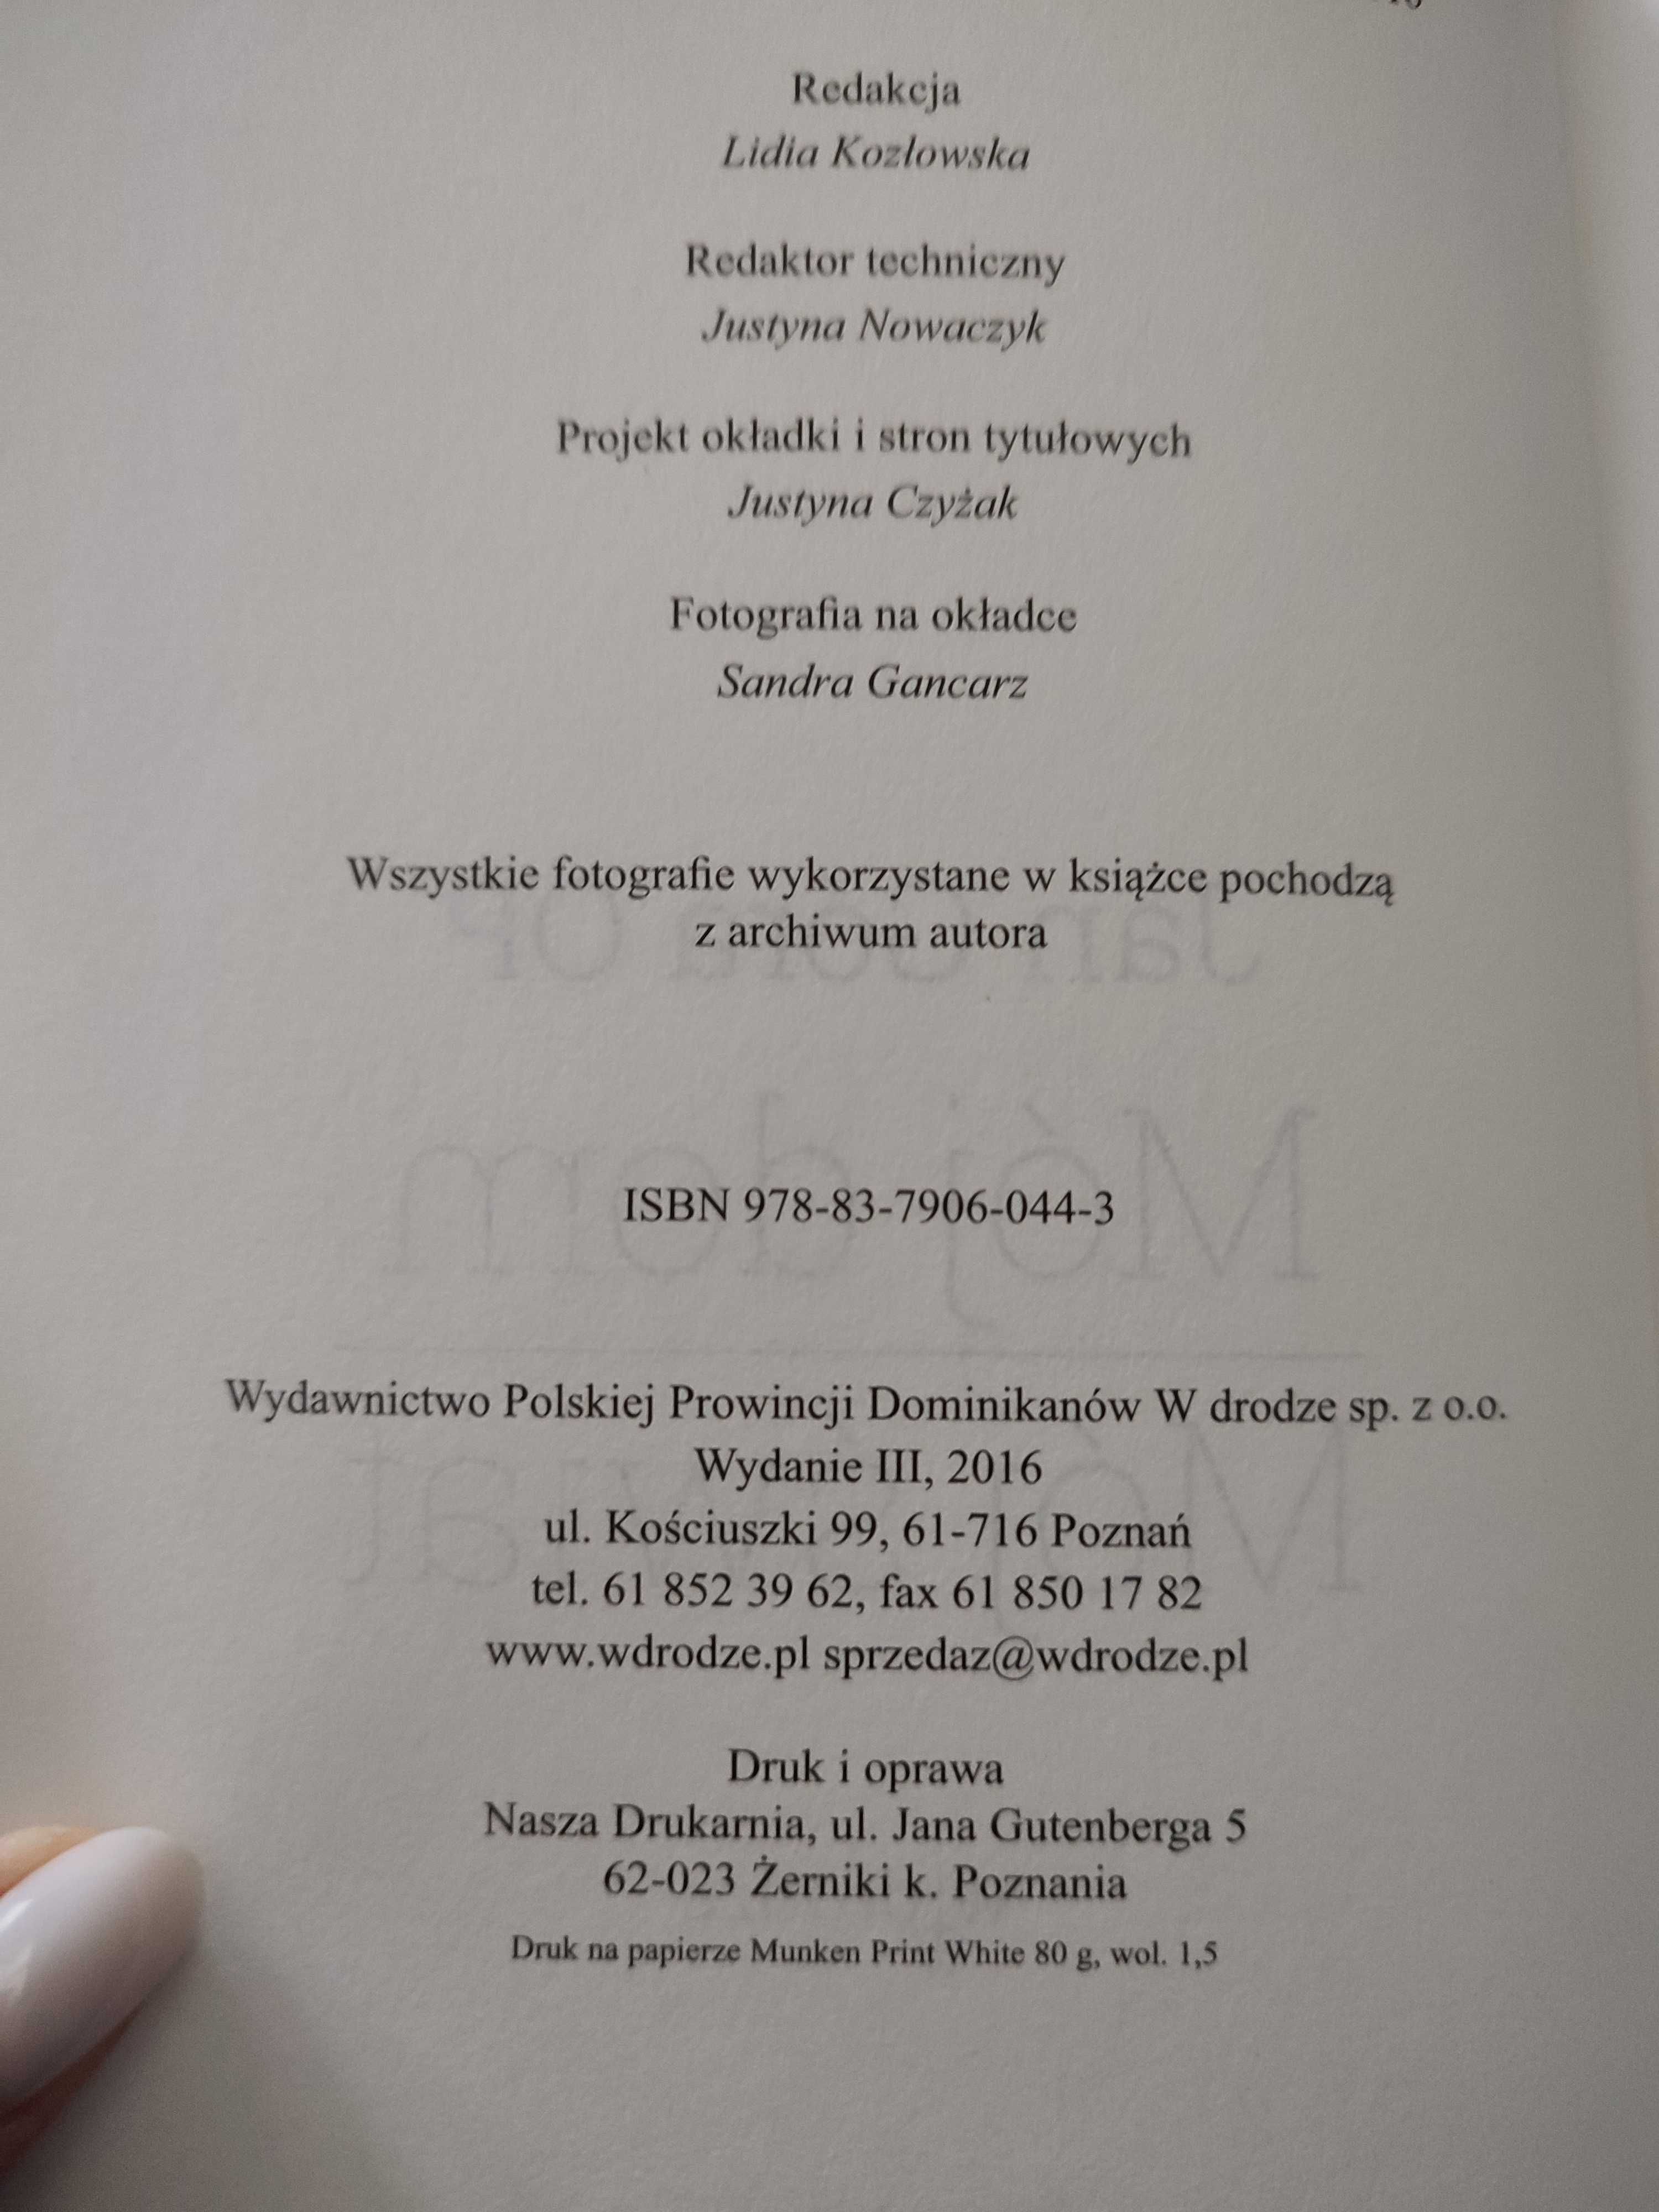 Redakcja
Lidia Kozłowska
Redaktor techniczny
Justyna Nowaczyk
Projekt okładki i stron tytułowych
Justyna Czyżak
Fotografia na okładce
Sandra Gancarz
Wszystkie fotografie wykorzystane w książce pochodzą
z archiwum autora
ISBN 978-83-7906-044-3
Wydawnictwo Polskiej Prowincji Dominikanów W drodze sp. z o.o.
Wydanie III, 2016
ul. Kościuszki 99, 61-716 Poznań
tel. 61 852 39 62, fax 61 850 17 82
www.wdrodze.pl sprzedaz@wdrodze.pl
Druk i oprawa
Nasza Drukarnia, ul. Jana Gutenberga 5
62-023 Żerniki k. Poznania
Druk na papierze Munken Print White 80 g, wol. 1,5